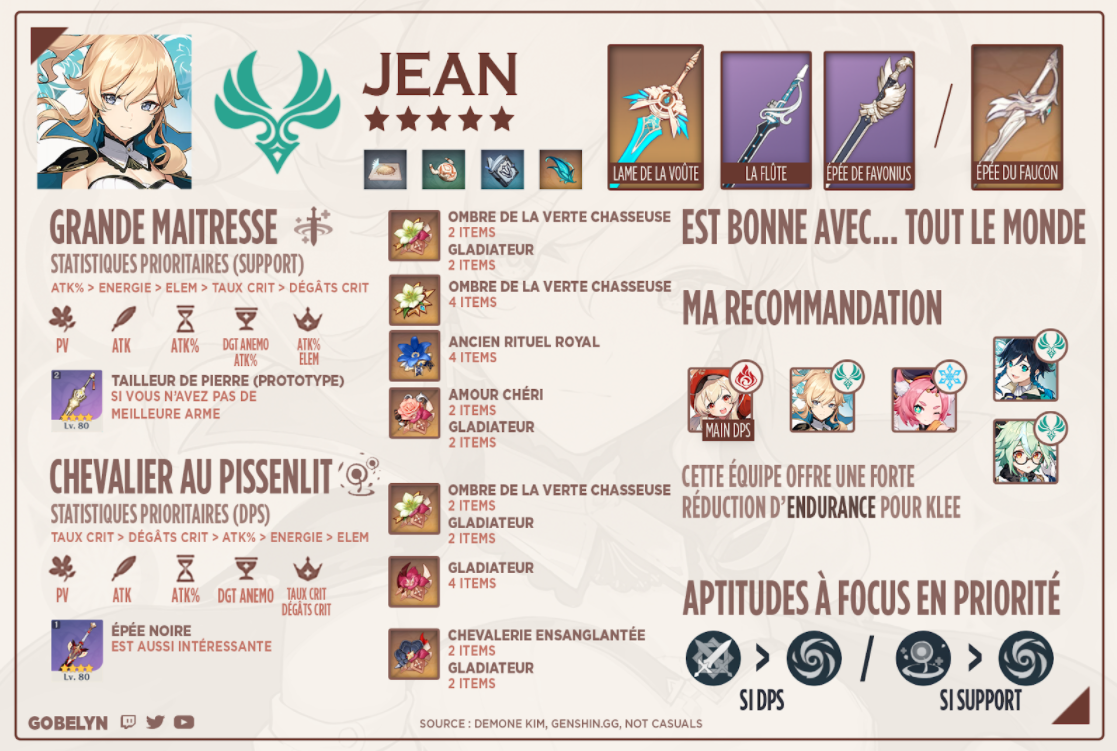 JEAN
LAME DE LA VOÛTE
LA FLÛTE
ÉPÉE DE FAVONIUS
/
ÉPÉE DU FAUCON
GRANDE MAITRESSE
STATISTIQUES PRIORITAIRES (SUPPORT)
ATK% > ENERGIE > ELEM > TAUX CRIT > DÉGÂTS CRIT
PV
ATK
ATK%
DGT ANEMO
ATK%
ATK%
ELEM
2
Lv. 80
TAILLEUR DE PIERRE (PROTOTYPE)
SI VOUS N'AVEZ PAS DE
MEILLEURE ARME
CHEVALIER AU PISSENLIT
STATISTIQUES PRIORITAIRES (DPS)
TAUX CRIT > DÉGÂTS CRIT > ATK% > ENERGIE > ELEM
PV
ATK
ATK%
DGT ANEMO
TAUX CRIT
DÉGÂTS CRIT
1
Lv. 80
ÉPÉE NOIRE
EST AUSSI INTÉRESSANTE
OMBRE DE LA VERTE CHASSEUSE
2 ITEMS
GLADIATEUR
2 ITEMS
OMBRE DE LA VERTE CHASSEUSE
4 ITEMS
ANCIEN RITUEL ROYAL
4 ITEMS
AMOUR CHÉRI
2 ITEMS
GLADIATEUR
2 ITEMS
OMBRE DE LA VERTE CHASSEUSE
2 ITEMS
GLADIATEUR
2 ITEMS
GLADIATEUR
4 ITEMS
CHEVALERIE ENSANGLANTÉE
2 ITEMS
GLADIATEUR
2 ITEMS
EST BONNE AVEC... TOUT LE MONDE
MA RECOMMANDATION
MAIN DPS
CETTE ÉQUIPE OFFRE UNE FORTE
RÉDUCTION D'ENDURANCE POUR KLEE
APTITUDES À FOCUS EN PRIORITÉ
> / >
SI DPS
SI SUPPORT
GOBELYN
SOURCE : DEMONE KIM, GENSHIN.GG, NOT CASUALS